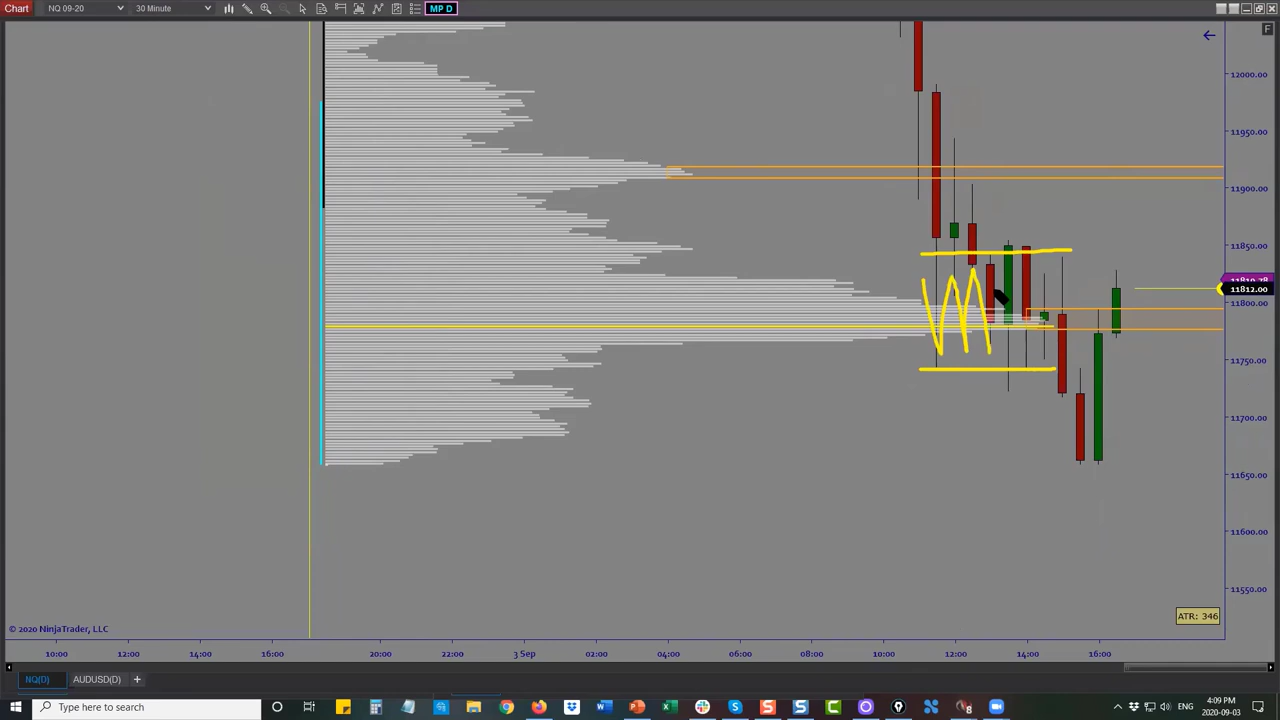 Chart NQ 09-20 30 Minute MP D
F
12000.00
11950.00
11900.00
11850.00
11812.00
11800.00
11750.00
11700.00
11650.00
11600.00
11550.00
ATR: 346
© 2020 NinjaTrader, LLC
10:00 12:00 14:00 16:00 20:00 22:00 3 Sep 02:00 04:00 06:00 08:00 10:00 12:00 14:00 16:00
NQ(D) AUDUSD(D) +
Type here to search
ENG
4:09 PM
2020-09-03